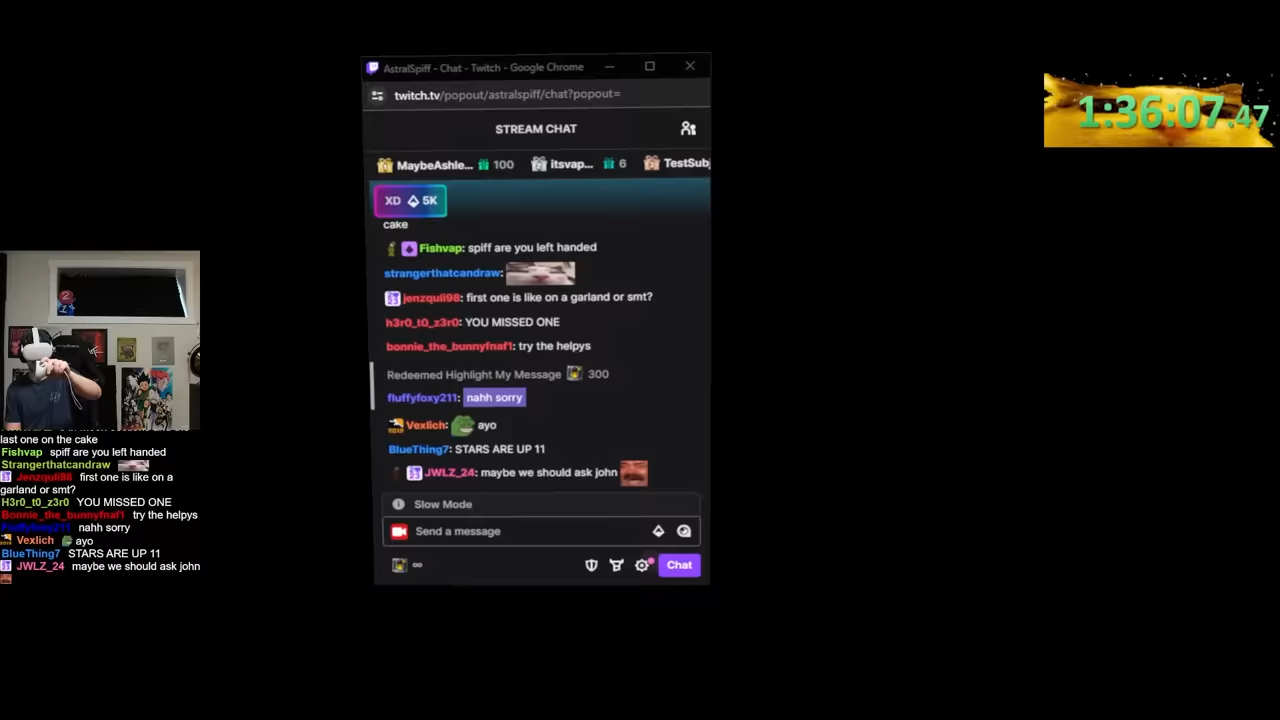 AstralSpiff - Chat - Twitch - Google Chrome
twitch.tv/popout/astralspiff/chat?popout=
STREAM CHAT
MaybeAshle... 100 itsvap... 6 TestSubj
XD 5K
cake
Fishvap: spiff are you left handed
strangerthatcandraw:
jenzquli98: first one is like on a garland or smt?
h3r0_t0_z3r0: YOU MISSED ONE
bonnie_the_bunnyfnaf1: try the helpys
Redeemed Highlight My Message 300
fluffyfoxy211: nahh sorry
Vexlich: ayo
BlueThing7: STARS ARE UP 11
JWLZ_24: maybe we should ask john
Slow Mode
Send a message
Chat
1:36:07.47
last one on the cake
Fishvap spiff are you left handed
Strangerthatcandraw
Jenzquli98 first one is like on a
garland or smt?
H3r0_t0_z3r0 YOU MISSED ONE
Bonnie_the_bunnyfnaf1 try the helpys
Fluffyfoxy211 nahh sorry
Vexlich ayo
BlueThing7 STARS ARE UP 11
JWLZ_24 maybe we should ask john